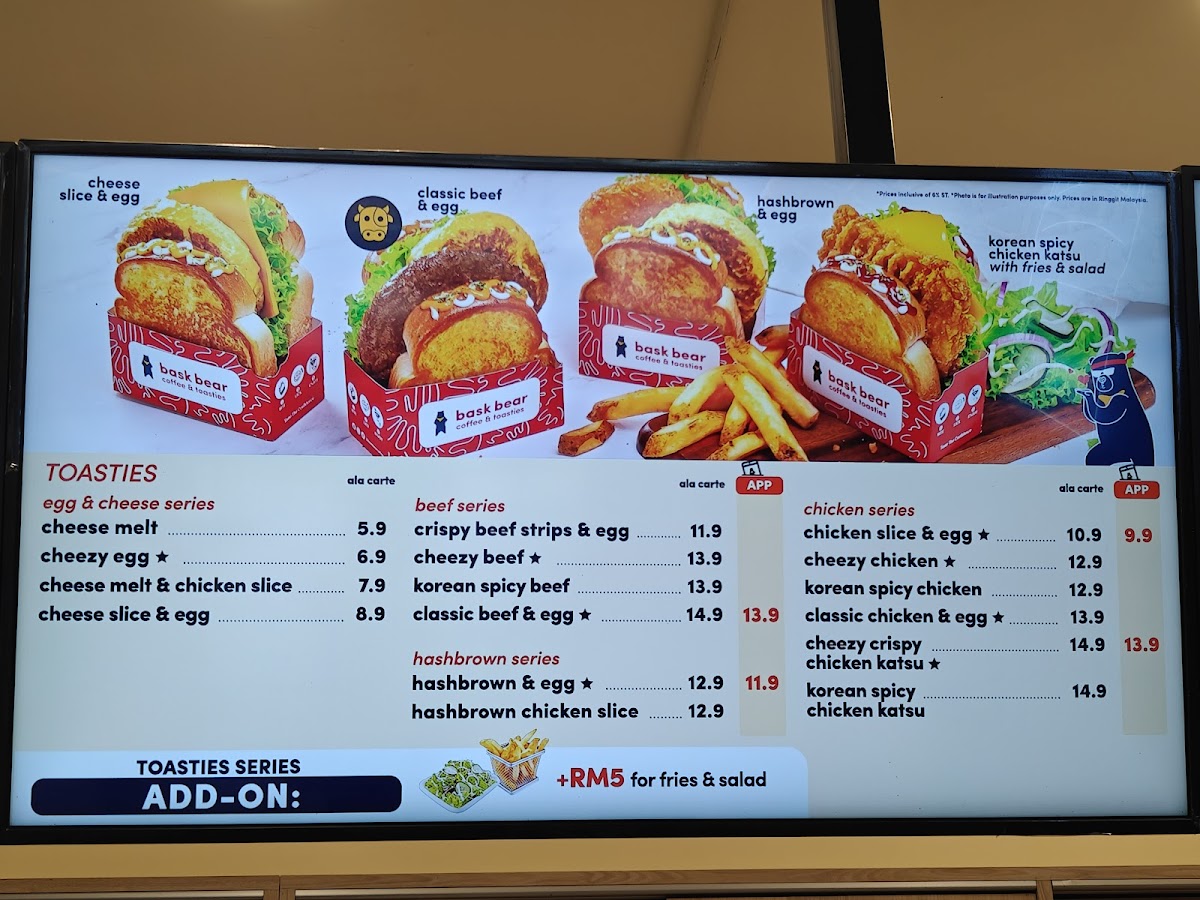 cheese
slice & egg
classic beef
& egg
hashbrown
& egg
*Prices inclusive of 6% ST. *Photo is for illustration purposes only. Prices are in Ringgit Malaysia.
korean spicy
chicken katsu
with fries & salad
bask bear
coffee & toasties
bask bear
coffee & toasties
bask bear
coffee & toasties
bask bear
coffee & toasties
TOASTIES
ala carte
egg & cheese series
cheese melt 5.9
cheezy egg ★ 6.9
cheese melt & chicken slice 7.9
cheese slice & egg 8.9
ala carte APP
beef series
crispy beef strips & egg 11.9
cheezy beef ★ 13.9
korean spicy beef 13.9
classic beef & egg ★ 14.9 13.9
hashbrown series
hashbrown & egg ★ 12.9 11.9
hashbrown chicken slice 12.9
ala carte APP
chicken series
chicken slice & egg ★ 10.9 9.9
cheezy chicken ★ 12.9
korean spicy chicken 12.9
classic chicken & egg ★ 13.9
cheezy crispy 14.9 13.9
chicken katsu ★
korean spicy 14.9
chicken katsu
TOASTIES SERIES
ADD-ON:
+RM5 for fries & salad